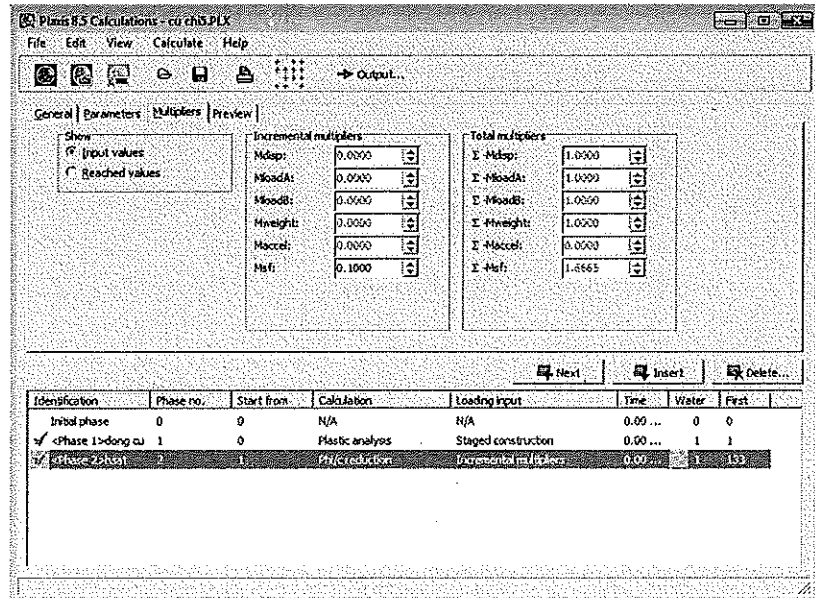 Plaxis 8.5 Calculations - cu chi5.PLX
File Edit View Calculate Help
Output...
General Parameters Multipliers Preview
Show
Input values
Reached values
Incremental multipliers
Mdisp: 0.0000
MloadA: 0.0000
MloadB: 0.0000
Mweight: 0.0000
Maccel: 0.0000
Msf: 0.1000
Total multipliers
Σ -Mdisp: 1.0000
Σ -MloadA: 1.0000
Σ -MloadB: 1.0000
Σ -Mweight: 1.0000
Σ -Maccel: 0.0000
Σ -Msf: 1.6665
Next Insert Delete...
Identification Phase no. Start from Calculation Loading input Time Water First
Initial phase 0 0 N/A N/A 0.00 ... 0 0
<Phase 1>dong cu 1 0 Plastic analysis Staged construction 0.00 ... 1 1
<Phase 2> 2 1 Phi/c reduction Incremental multipliers 0.00 ... 1 133